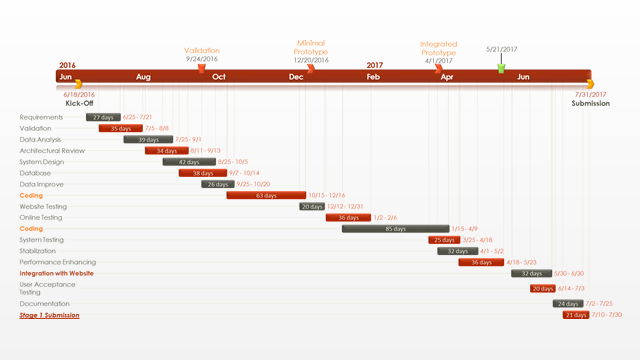 Validation
9/24/2016
Minimal
Prototype
12/20/2016
Integrated
Prototype
4/1/2017
5/21/2017
2016
2017
Jun Aug Oct Dec Feb Apr Jun
6/18/2016
Kick-Off
7/31/2017
Submission
Requirements 27 days 6/25 - 7/21
Validation 35 days 7/5 - 8/8
Data Analysis 39 days 7/25 - 9/1
Architectural Review 34 days 8/11 - 9/13
System Design 42 days 8/25 - 10/5
Database 38 days 9/7 - 10/14
Data Improve 26 days 9/25 - 10/20
Coding 63 days 10/15 - 12/16
Website Testing 20 days 12/12 - 12/31
Online Testing 36 days 1/2 - 2/6
Coding 85 days 1/15 - 4/9
System Testing 25 days 3/25 - 4/18
Stablization 32 days 4/1 - 5/2
Performance Enhancing 36 days 4/18 - 5/23
Integration with Website 32 days 5/30 - 6/30
User Acceptance
Testing 20 days 6/14 - 7/3
Documentation 24 days 7/2 - 7/25
Stage 1 Submission 21 days 7/10 - 7/30